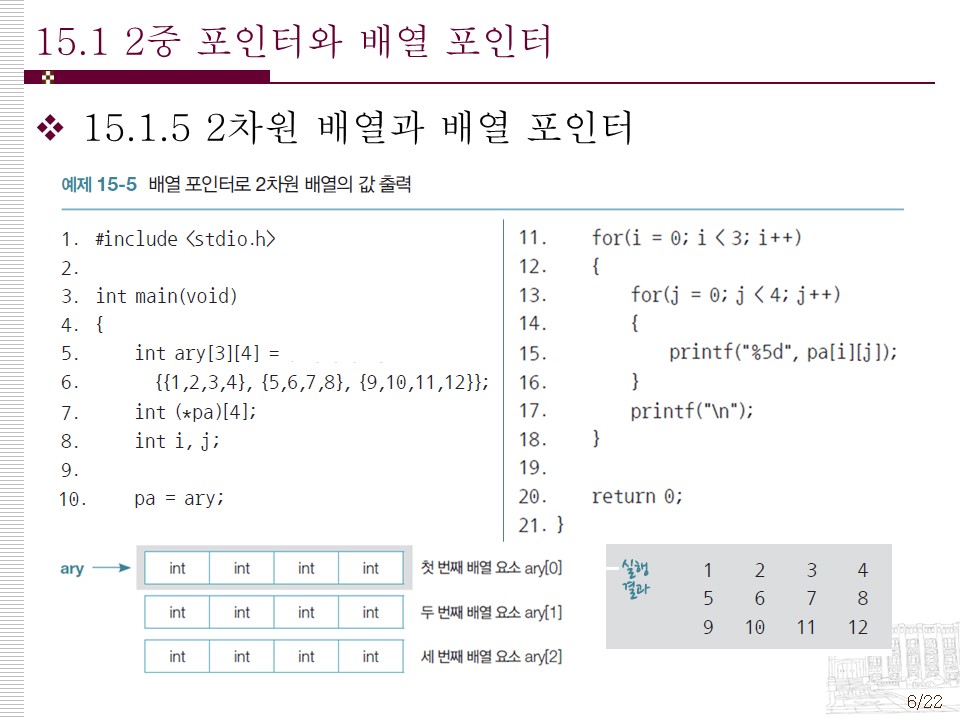 15.1 2중 포인터와 배열 포인터
❖ 15.1.5 2차원 배열과 배열 포인터
예제 15-5 배열 포인터로 2차원 배열의 값 출력
1. #include <stdio.h>
2.
3. int main(void)
4. {
5. int ary[3][4] =
6. {{1,2,3,4}, {5,6,7,8}, {9,10,11,12}};
7. int (*pa)[4];
8. int i, j;
9.
10. pa = ary;
11. for(i = 0; i < 3; i++)
12. {
13. for(j = 0; j < 4; j++)
14. {
15. printf("%5d", pa[i][j]);
16. }
17. printf("\n");
18. }
19.
20. return 0;
21. }
ary int int int int 첫 번째 배열 요소 ary[0]
int int int int 두 번째 배열 요소 ary[1]
int int int int 세 번째 배열 요소 ary[2]
실행
결과
1 2 3 4
5 6 7 8
9 10 11 12
6/22